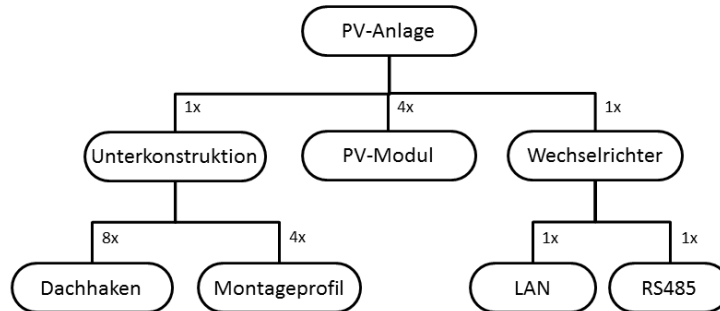 PV-Anlage
1x
4x
1x
Unterkonstruktion
PV-Modul
Wechselrichter
8x
4x
1x
1x
Dachhaken
Montageprofil
LAN
RS485